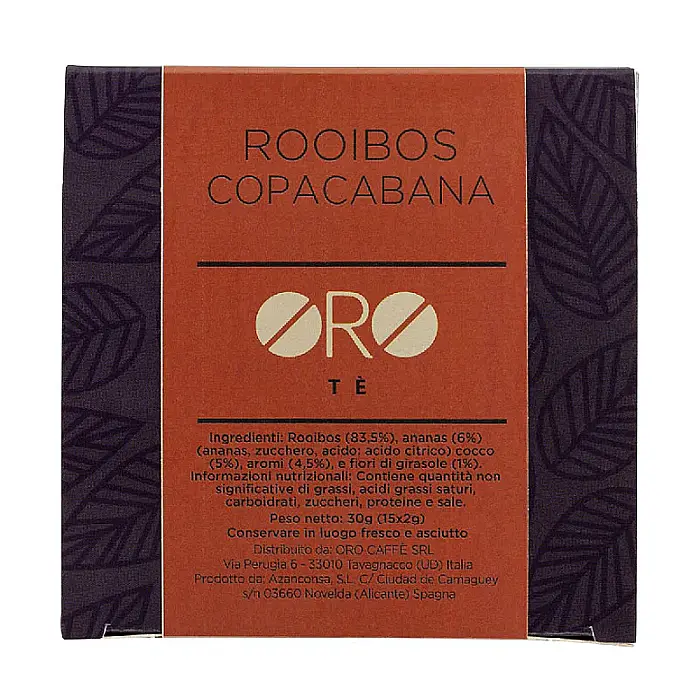 ROOIBOS
COPACABANA
ORO
TÈ
Ingredienti: Rooibos (83,5%), ananas (6%)
(ananas, zucchero, acido: acido citrico) cocco
(5%), aromi (4,5%), e fiori di girasole (1%).
Informazioni nutrizionali: Contiene quantità non
significative di grassi, acidi grassi saturi,
carboidrati, zuccheri, proteine e sale.
Peso netto: 30g (15x2g)
Conservare in luogo fresco e asciutto
Distribuito da: ORO CAFFÈ SRL
Via Perugia 6 - 33010 Tavagnacco (UD) Italia
Prodotto da: Azanconsa, S.L. C/ Ciudad de Camaguey
s/n 03660 Novelda (Alicante) Spagna